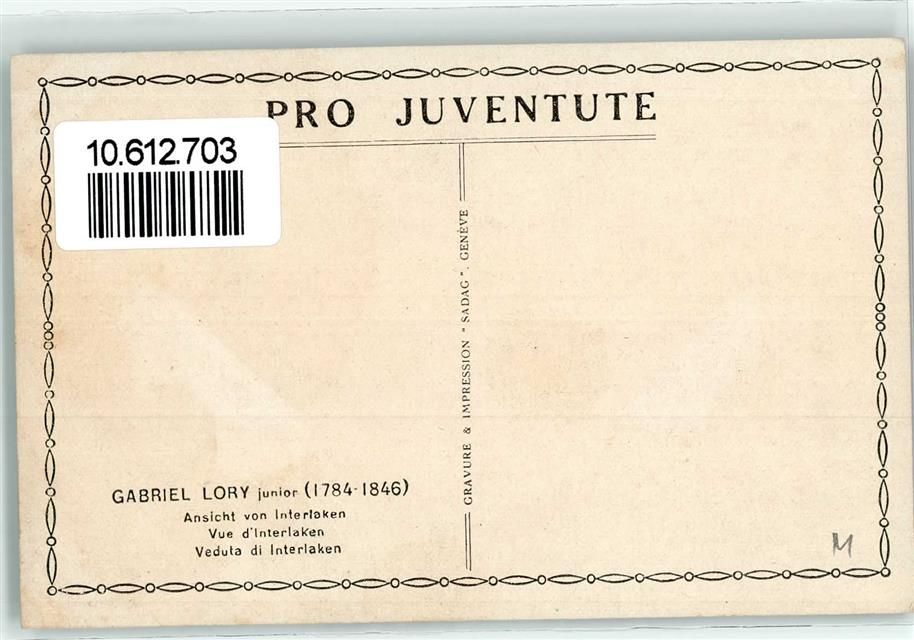 PRO JUVENTUTE
10.612.703
GRAVURE & IMPRESSION "SADAG". GENÈVE
GABRIEL LORY junior (1784-1846)
Ansicht von Interlaken
Vue d'Interlaken
Veduta di Interlaken
M